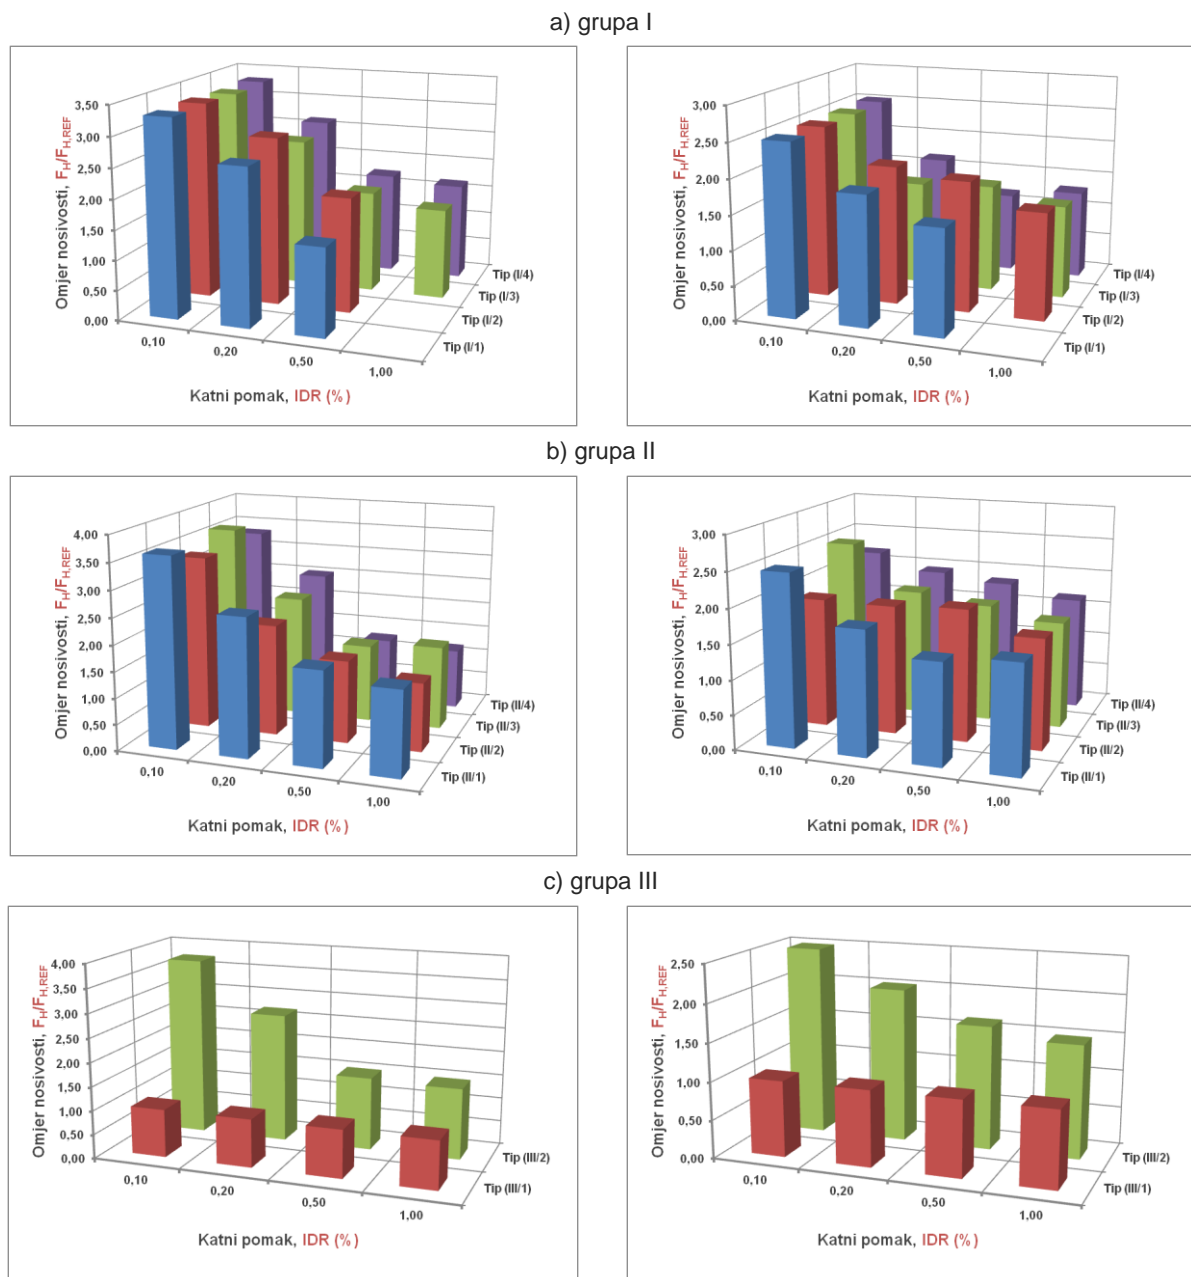 a) grupa I
Omjer nosivosti, F_H/F_H,REF
3,50
3,00
2,50
2,00
1,50
1,00
0,50
0,00
0,10
0,20
0,50
1,00
Tip (I/4)
Tip (I/3)
Tip (I/2)
Tip (I/1)
Katni pomak, IDR (%)
Omjer nosivosti, F_H/F_H,REF
3,00
2,50
2,00
1,50
1,00
0,50
0,00
0,10
0,20
0,50
1,00
Tip (I/4)
Tip (I/3)
Tip (I/2)
Tip (I/1)
Katni pomak, IDR (%)
b) grupa II
Omjer nosivosti, F_H/F_H,REF
4,00
3,50
3,00
2,50
2,00
1,50
1,00
0,50
0,00
0,10
0,20
0,50
1,00
Tip (II/4)
Tip (II/3)
Tip (II/2)
Tip (II/1)
Katni pomak, IDR (%)
Omjer nosivosti, F_H/F_H,REF
3,00
2,50
2,00
1,50
1,00
0,50
0,00
0,10
0,20
0,50
1,00
Tip (II/4)
Tip (II/3)
Tip (II/2)
Tip (II/1)
Katni pomak, IDR (%)
c) grupa III
Omjer nosivosti, F_H/F_H,REF
4,00
3,50
3,00
2,50
2,00
1,50
1,00
0,50
0,00
0,10
0,20
0,50
1,00
Tip (III/2)
Tip (III/1)
Katni pomak, IDR (%)
Omjer nosivosti, F_H/F_H,REF
2,50
2,00
1,50
1,00
0,50
0,00
0,10
0,20
0,50
1,00
Tip (III/2)
Tip (III/1)
Katni pomak, IDR (%)